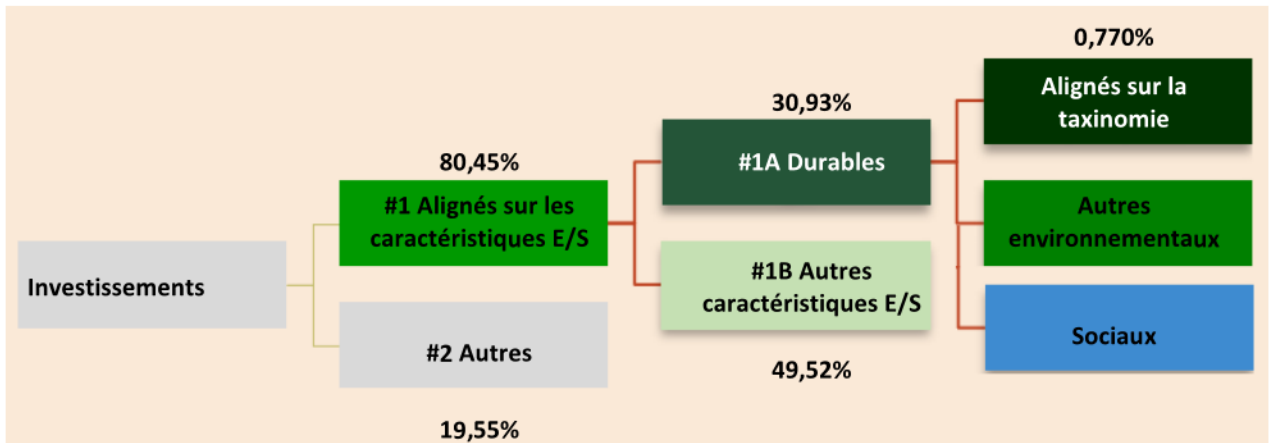 0,770%
Alignés sur la
taxinomie
30,93%
#1A Durables
80,45%
#1 Alignés sur les
caractéristiques E/S
Autres
environnementaux
Investissements
#1B Autres
caractéristiques E/S
Sociaux
#2 Autres
49,52%
19,55%